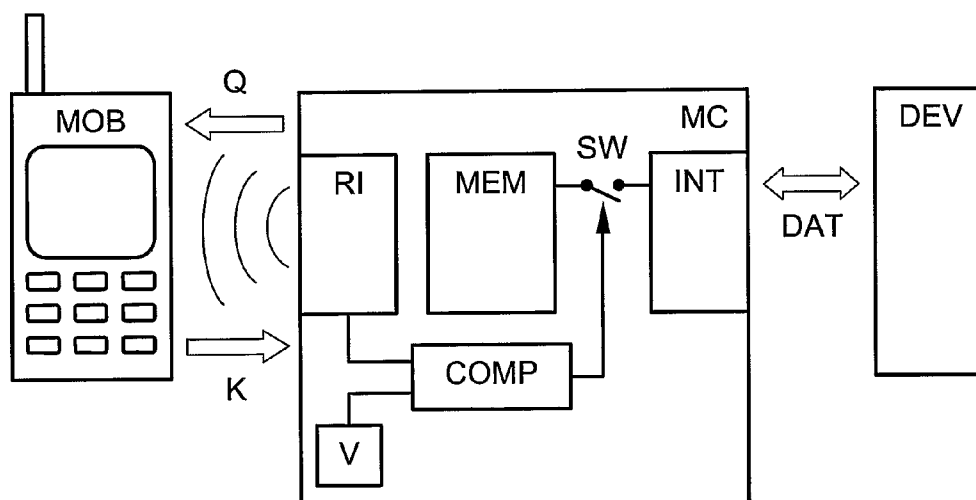 Q
MOB
MC
DEV
SW
RI
MEM
INT
DAT
COMP
K
V